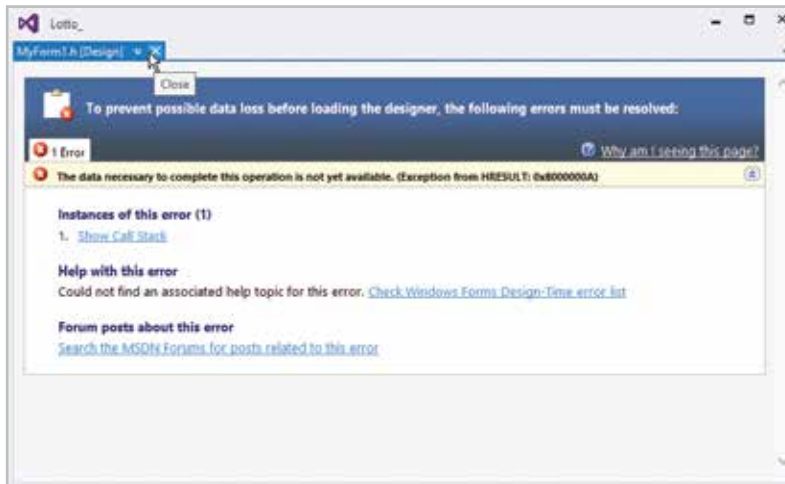 Lotto_
MyForm1.h [Design]
Close
To prevent possible data loss before loading the designer, the following errors must be resolved:
1 Error
Why am I seeing this page?
The data necessary to complete this operation is not yet available. (Exception from HRESULT: 0x8000000A)
Instances of this error (1)
1. Show Call Stack
Help with this error
Could not find an associated help topic for this error. Check Windows Forms Design-Time error list
Forum posts about this error
Search the MSDN Forums for posts related to this error